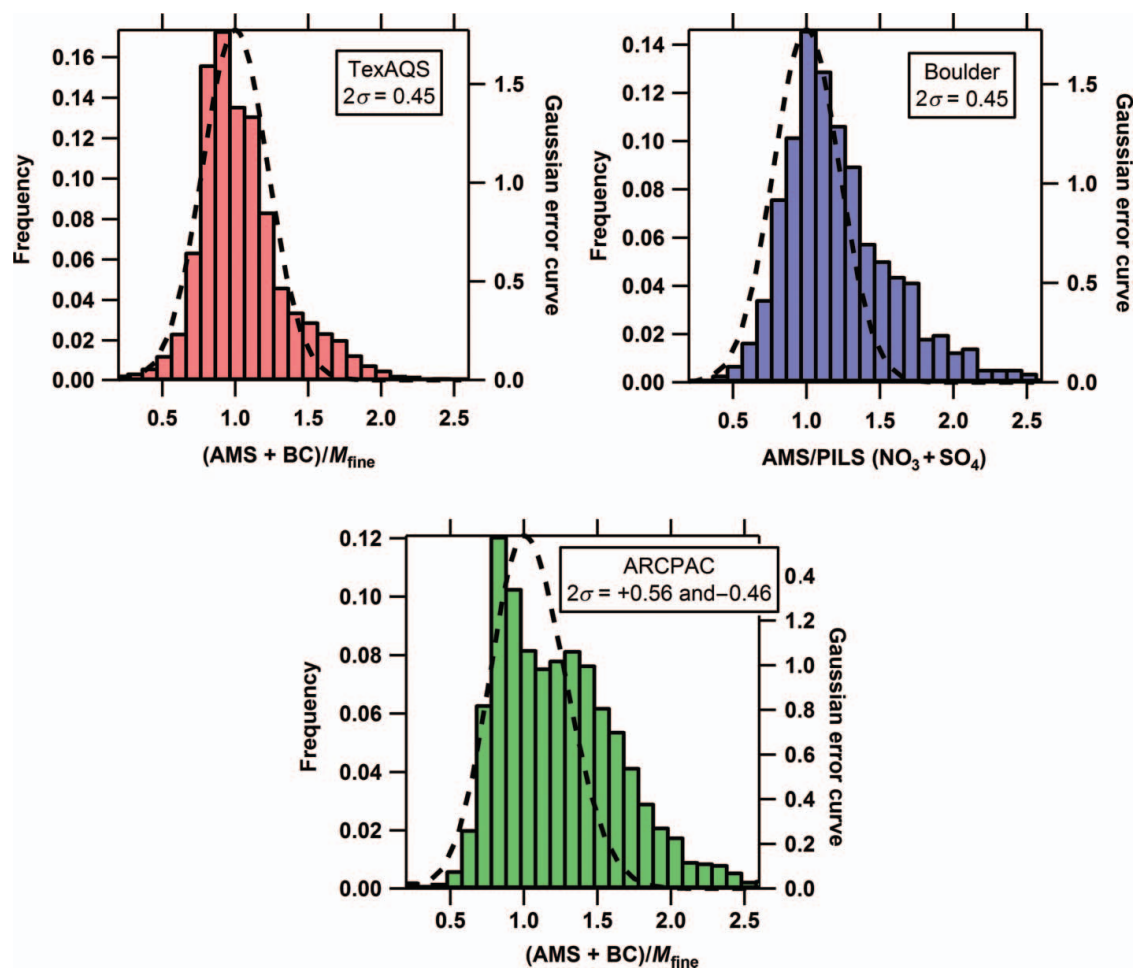 TexAQS
2σ = 0.45
0.16
0.14
0.12
0.10
0.08
0.06
0.04
0.02
0.00
Frequency
1.5
1.0
0.5
0.0
Gaussian error curve
0.5 1.0 1.5 2.0 2.5
(AMS + BC)/Mfine
Boulder
2σ = 0.45
0.14
0.12
0.10
0.08
0.06
0.04
0.02
0.00
Frequency
1.5
1.0
0.5
0.0
Gaussian error curve
0.5 1.0 1.5 2.0 2.5
AMS/PILS (NO3 + SO4)
ARCPAC
2σ = +0.56 and−0.46
0.12
0.10
0.08
0.06
0.04
0.02
0.00
Frequency
0.4
1.2
1.0
0.8
0.6
0.4
0.2
0.0
Gaussian error curve
0.5 1.0 1.5 2.0 2.5
(AMS + BC)/Mfine